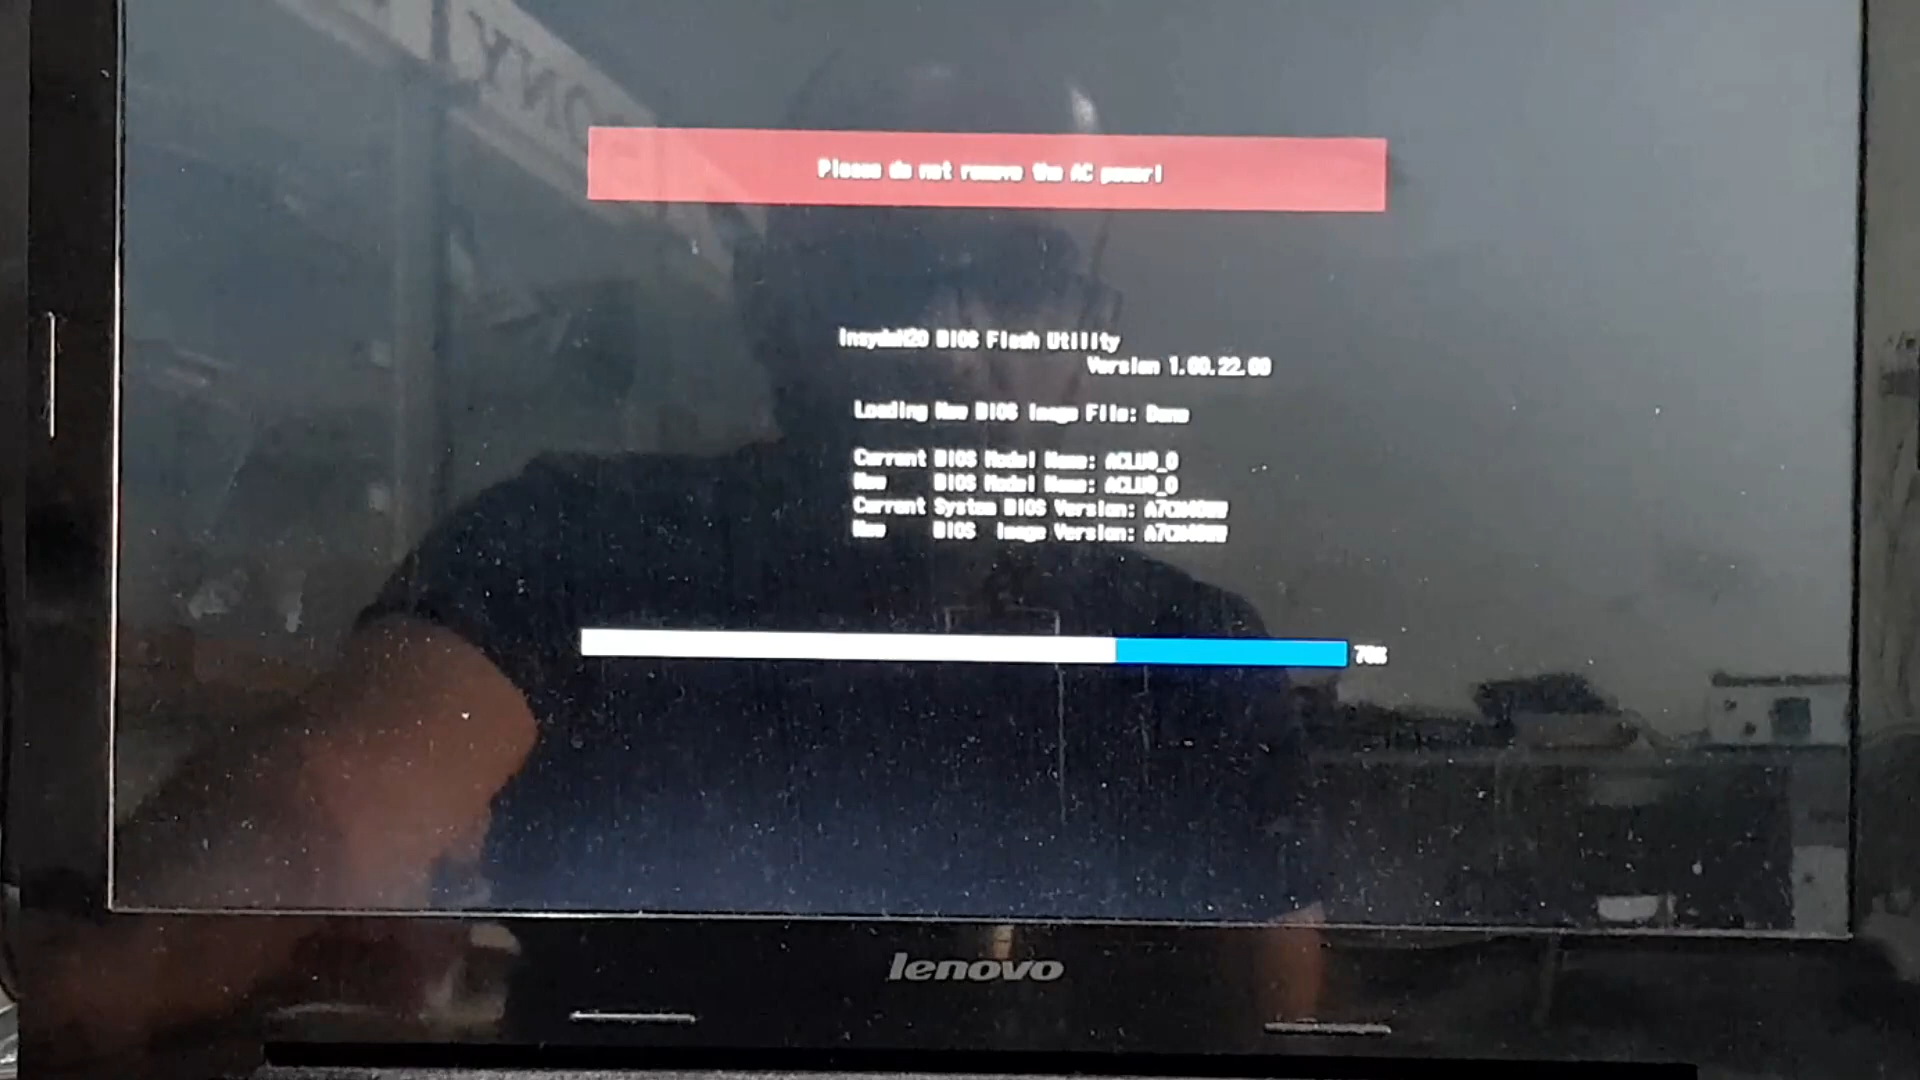 Please do not remove the AC power!
InsydeH2O BIOS Flash Utility
Version 1.00.22.00
Loading New BIOS Image File: Done
Current BIOS Model Name: ACLU9_0
New BIOS Model Name: ACLU9_0
Current System BIOS Version:
New BIOS Image Version:
lenovo